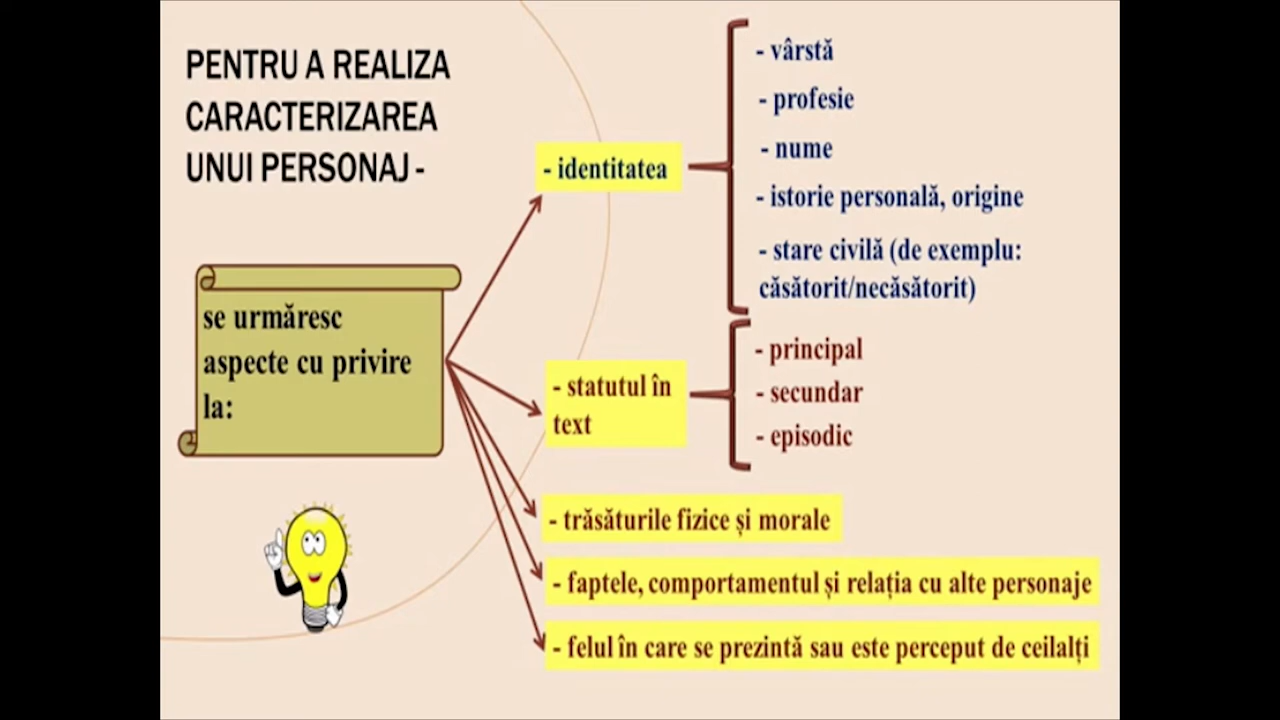 PENTRU A REALIZA
CARACTERIZAREA
UNUI PERSONAJ -
se urmăresc
aspecte cu privire
la:
- identitatea
- vârstă
- profesie
- nume
- istorie personală, origine
- stare civilă (de exemplu:
căsătorit/necăsătorit)
- statutul în
text
- principal
- secundar
- episodic
- trăsăturile fizice și morale
- faptele, comportamentul și relația cu alte personaje
- felul în care se prezintă sau este perceput de ceilalți